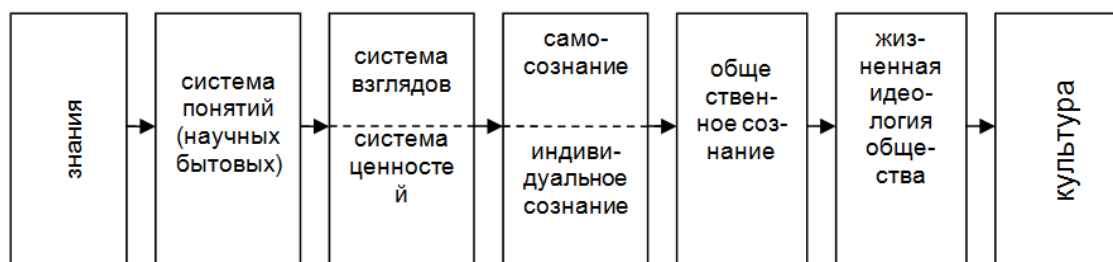 знания
система
понятий
(научных
бытовых)
система
взглядов
система
ценносте
й
само-
сознание
индиви-
дуальное
сознание
обще
ствен-
ное соз-
нание
жиз-
ненная
идео-
логия
обще-
ства
культура